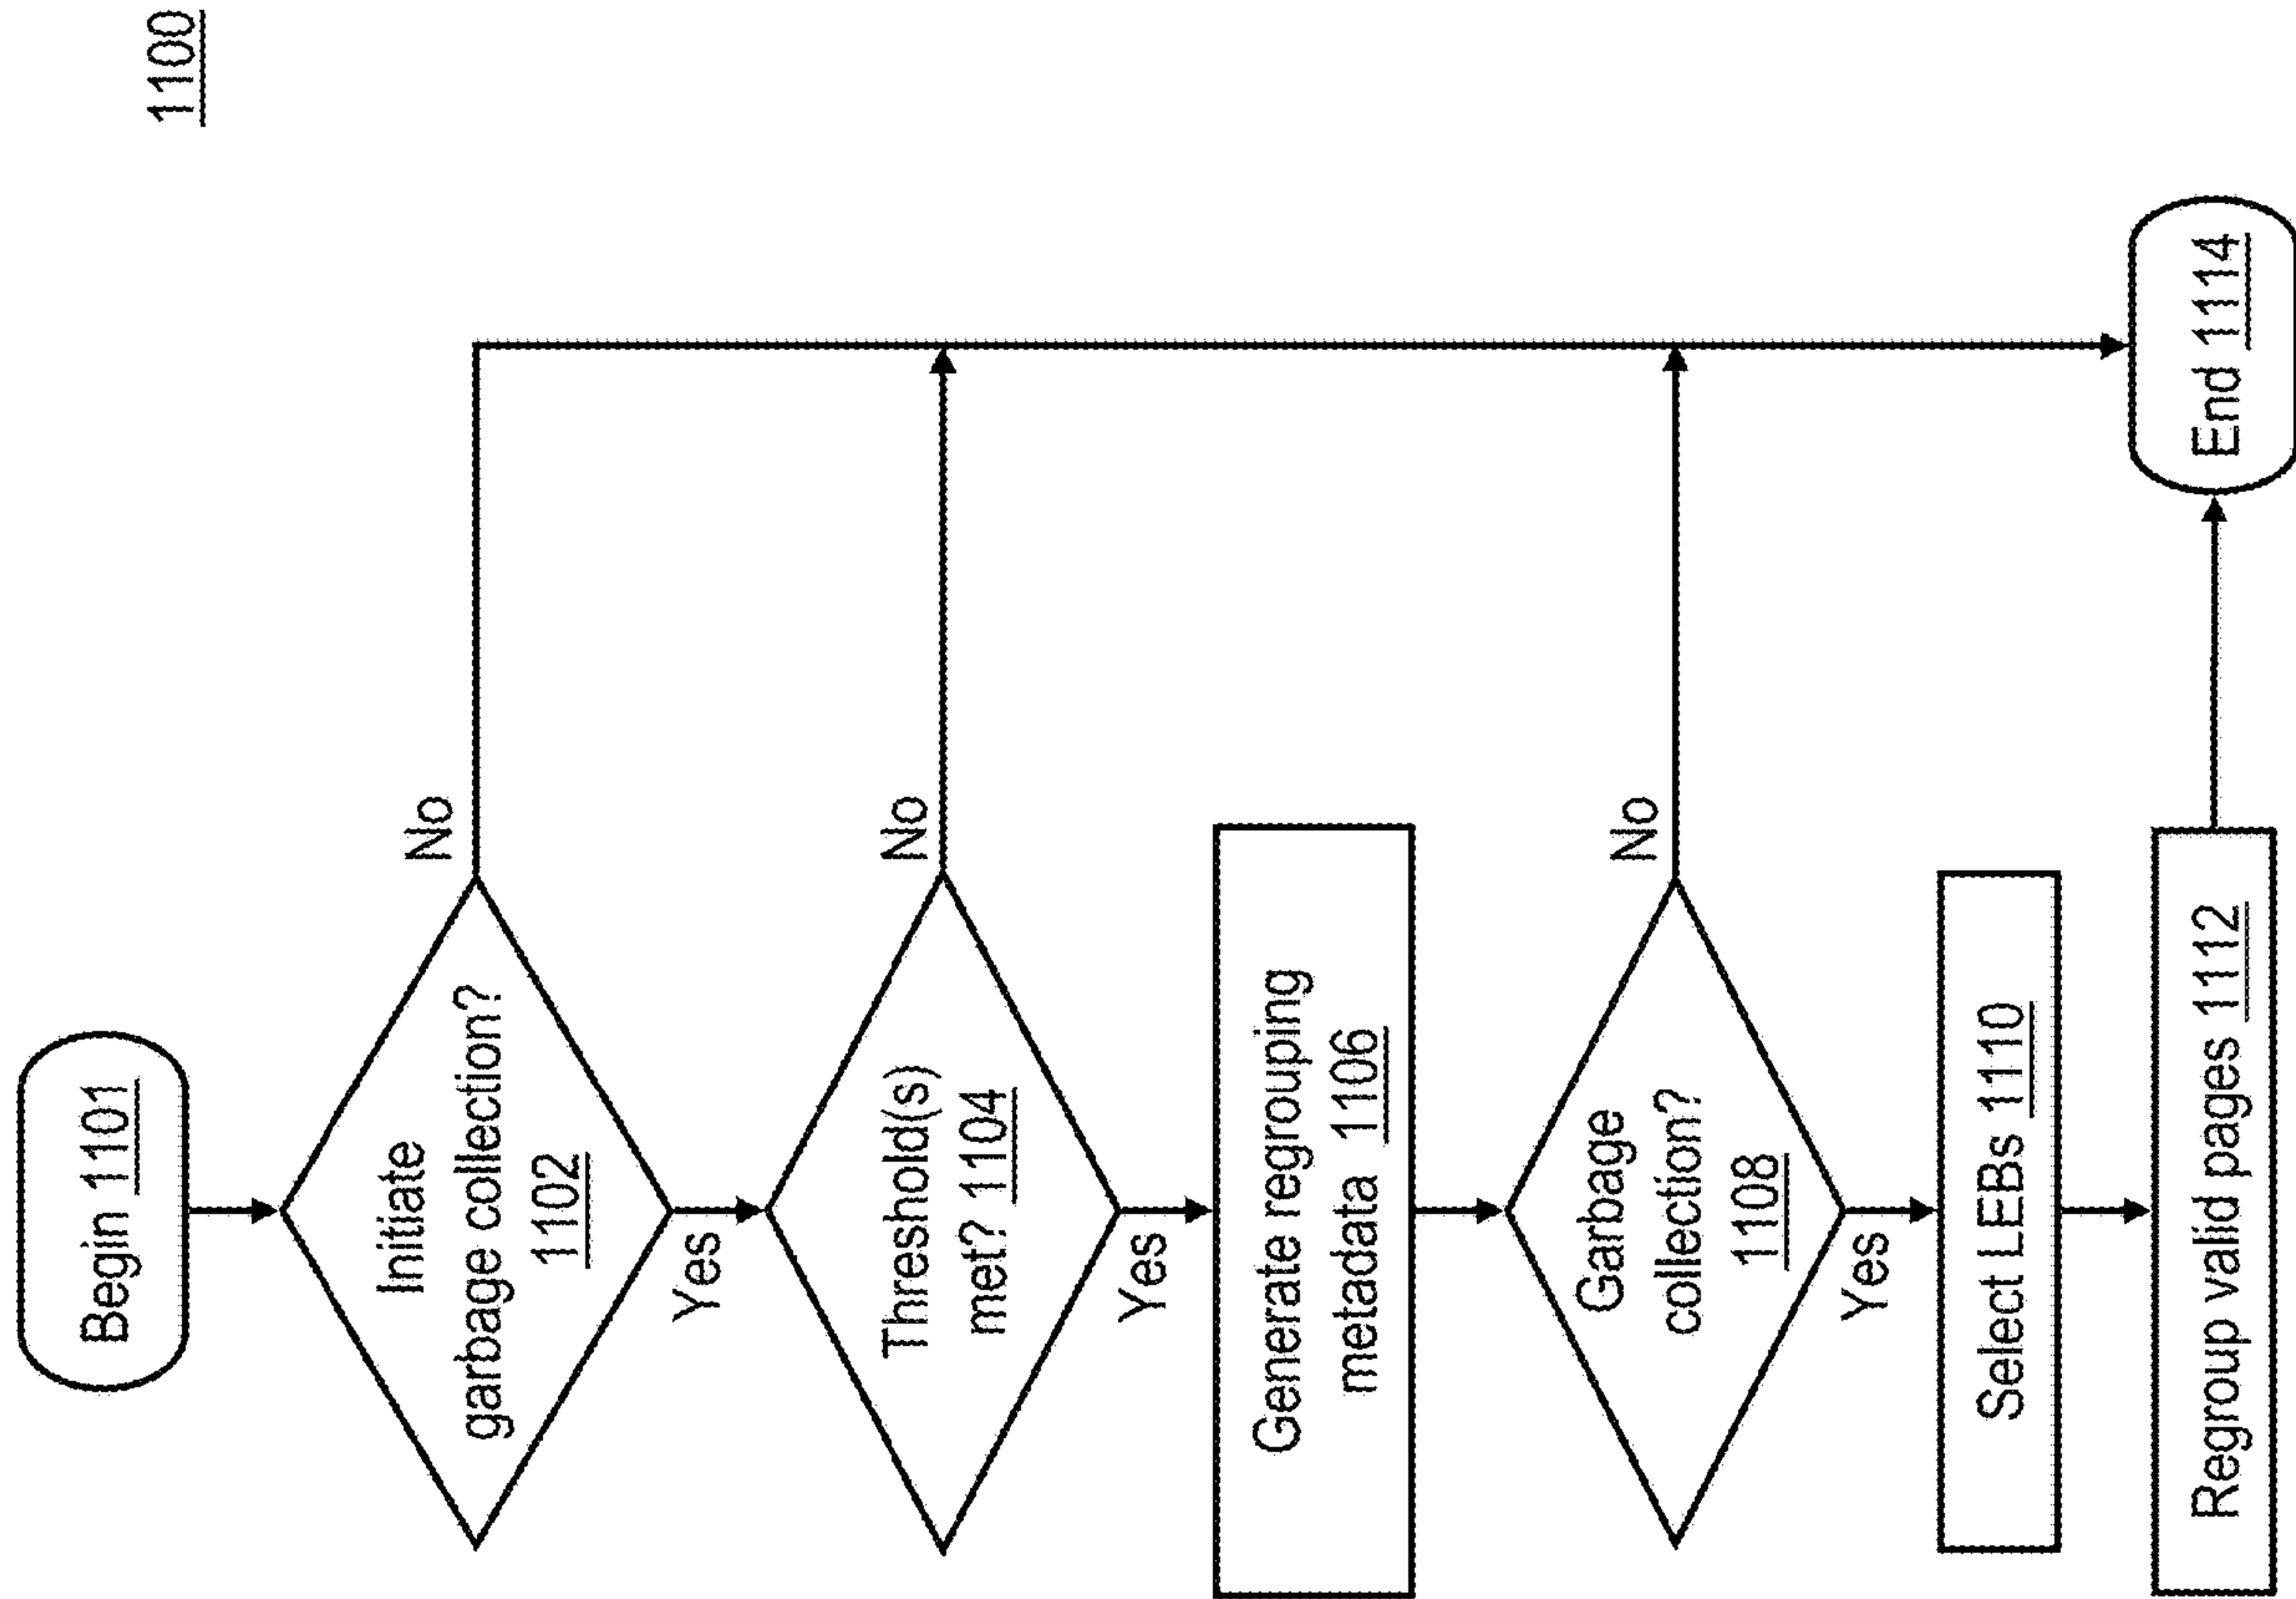 1100
Begin 1101
Initiate
garbage collection?
1102
No
Yes
Threshold(s)
met? 1104
No
Yes
Generate regrouping
metadata 1106
Garbage
collection?
1108
No
Yes
Select LEBs 1110
Regroup valid pages 1112
End 1114